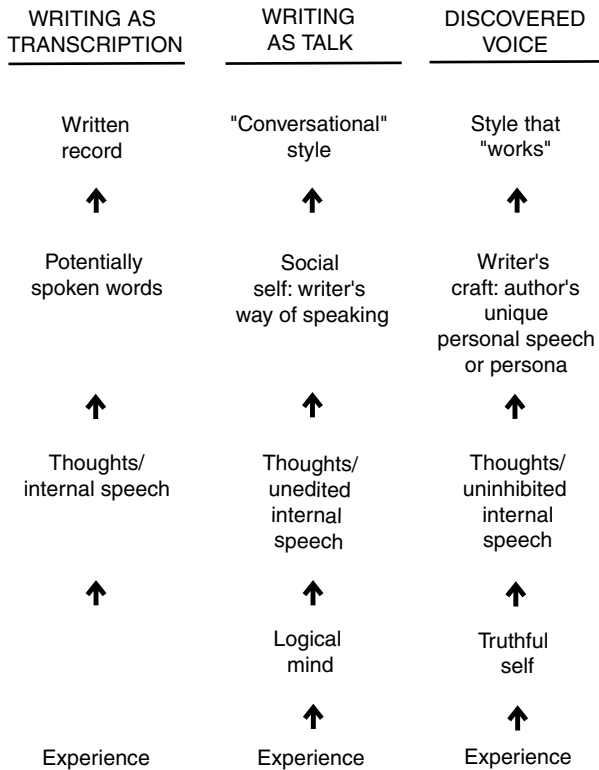 WRITING AS
TRANSCRIPTION
WRITING
AS TALK
DISCOVERED
VOICE
Written
record
"Conversational"
style
Style that
"works"
Potentially
spoken words
Social
self: writer's
way of speaking
Writer's
craft: author's
unique
personal speech
or persona
Thoughts/
internal speech
Thoughts/
unedited
internal
speech
Thoughts/
uninhibited
internal
speech
Logical
mind
Truthful
self
Experience
Experience
Experience